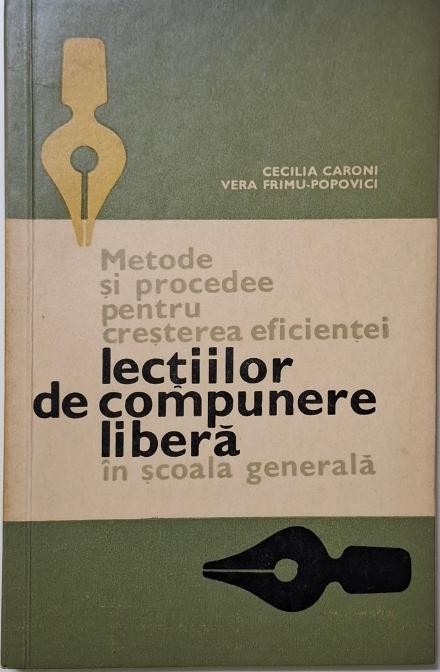 CECILIA CARONI
VERA FRIMU-POPOVICI
Metode
și procedee
pentru
creșterea eficienței
lecțiilor
de compunere
liberă
în școala generală